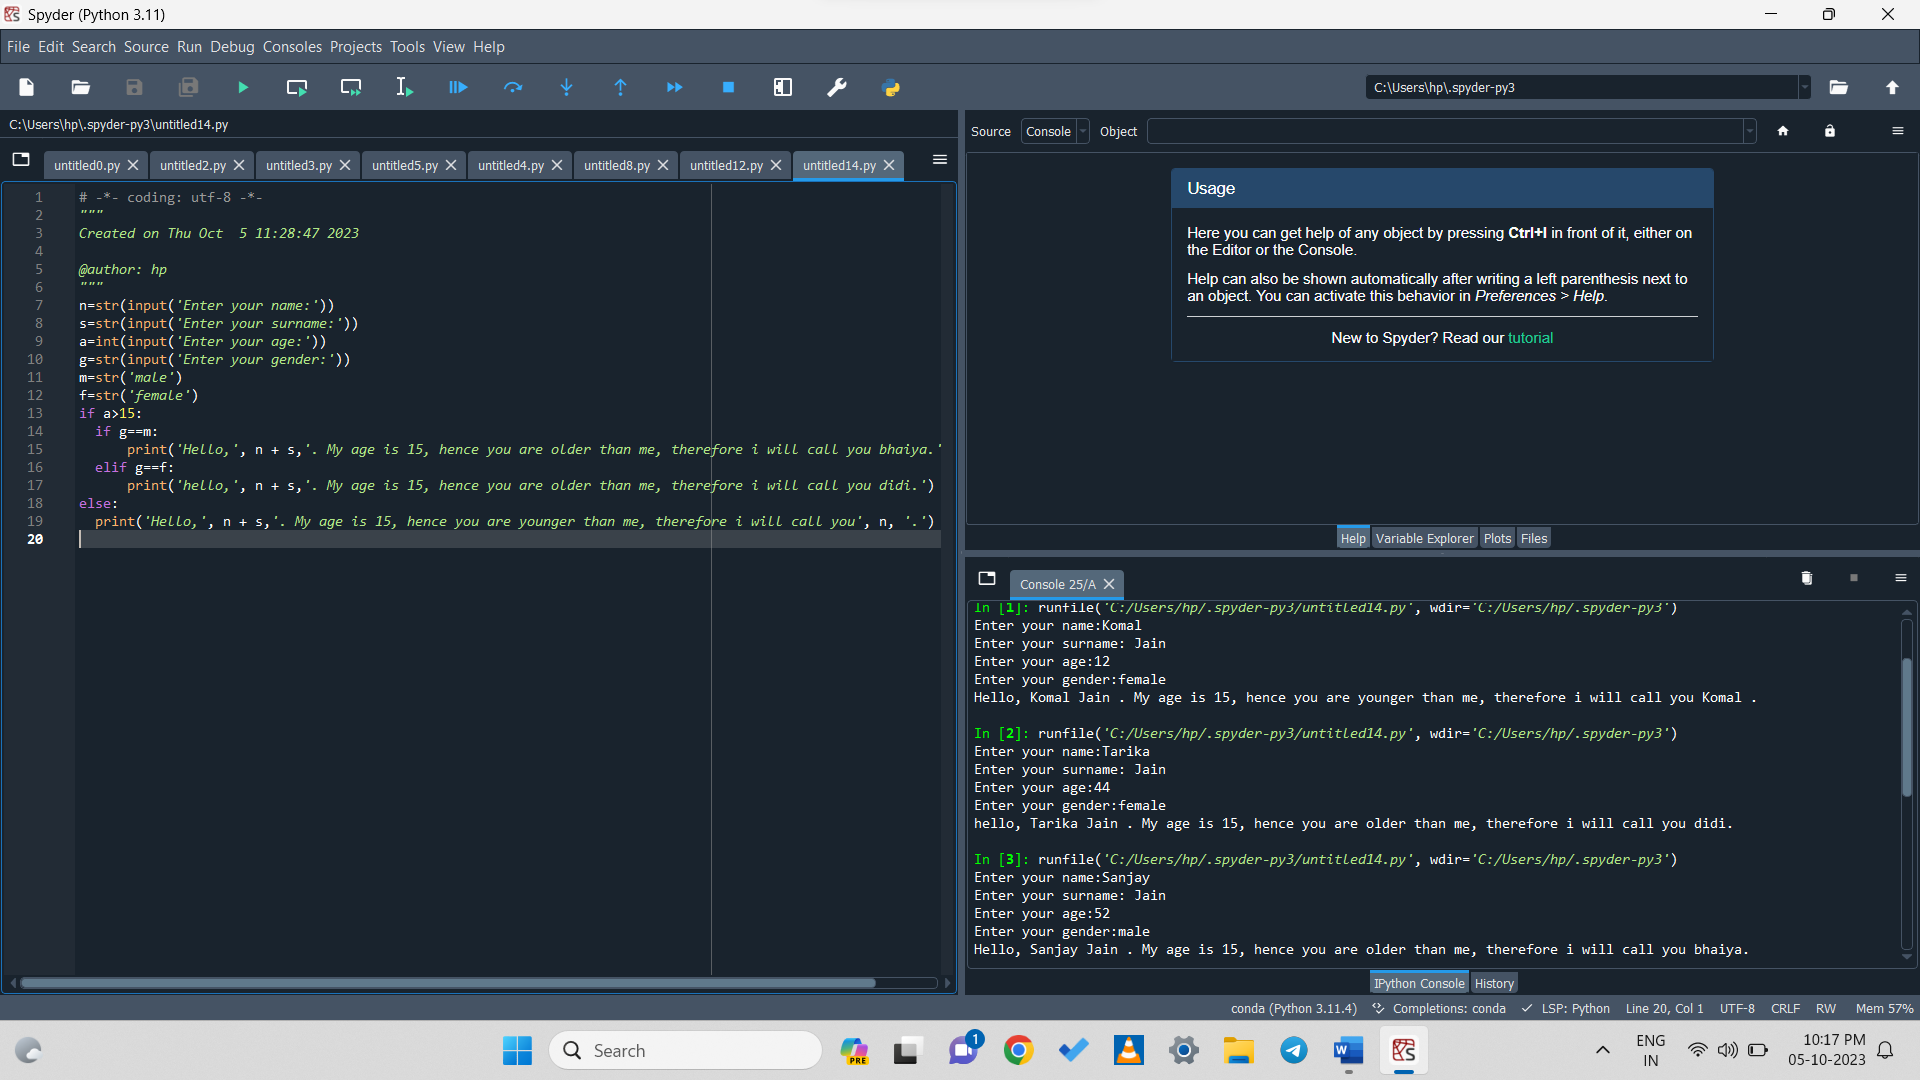 Spyder (Python 3.11)
File Edit Search Source Run Debug Consoles Projects Tools View Help
C:\Users\hp\.spyder-py3
C:\Users\hp\.spyder-py3\untitled14.py
untitled0.py untitled2.py untitled3.py untitled5.py untitled4.py untitled8.py untitled12.py untitled14.py
1 # -*- coding: utf-8 -*-
2 """
3 Created on Thu Oct  5 11:28:47 2023
4
5 @author: hp
6 """
7 n=str(input('Enter your name:'))
8 s=str(input('Enter your surname:'))
9 a=int(input('Enter your age:'))
10 g=str(input('Enter your gender:'))
11 m=str('male')
12 f=str('female')
13 if a>15:
14   if g==m:
15       print('Hello,', n + s,'. My age is 15, hence you are older than me, therefore i will call you bhaiya.'
16   elif g==f:
17       print('hello,', n + s,'. My age is 15, hence you are older than me, therefore i will call you didi.')
18 else:
19   print('Hello,', n + s,'. My age is 15, hence you are younger than me, therefore i will call you', n, '.')
20
Source Console Object
Usage
Here you can get help of any object by pressing Ctrl+I in front of it, either on
the Editor or the Console.
Help can also be shown automatically after writing a left parenthesis next to
an object. You can activate this behavior in Preferences > Help.
New to Spyder? Read our tutorial
Help Variable Explorer Plots Files
Console 25/A
In [1]: runfile('C:/Users/hp/.spyder-py3/untitled14.py', wdir='C:/Users/hp/.spyder-py3')
Enter your name:Komal
Enter your surname: Jain
Enter your age:12
Enter your gender:female
Hello, Komal Jain . My age is 15, hence you are younger than me, therefore i will call you Komal .
In [2]: runfile('C:/Users/hp/.spyder-py3/untitled14.py', wdir='C:/Users/hp/.spyder-py3')
Enter your name:Tarika
Enter your surname: Jain
Enter your age:44
Enter your gender:female
hello, Tarika Jain . My age is 15, hence you are older than me, therefore i will call you didi.
In [3]: runfile('C:/Users/hp/.spyder-py3/untitled14.py', wdir='C:/Users/hp/.spyder-py3')
Enter your name:Sanjay
Enter your surname: Jain
Enter your age:52
Enter your gender:male
Hello, Sanjay Jain . My age is 15, hence you are older than me, therefore i will call you bhaiya.
IPython Console History
conda (Python 3.11.4) Completions: conda LSP: Python Line 20, Col 1 UTF-8 CRLF RW Mem 57%
Search
PRE
1
ENG
IN
10:17 PM
05-10-2023